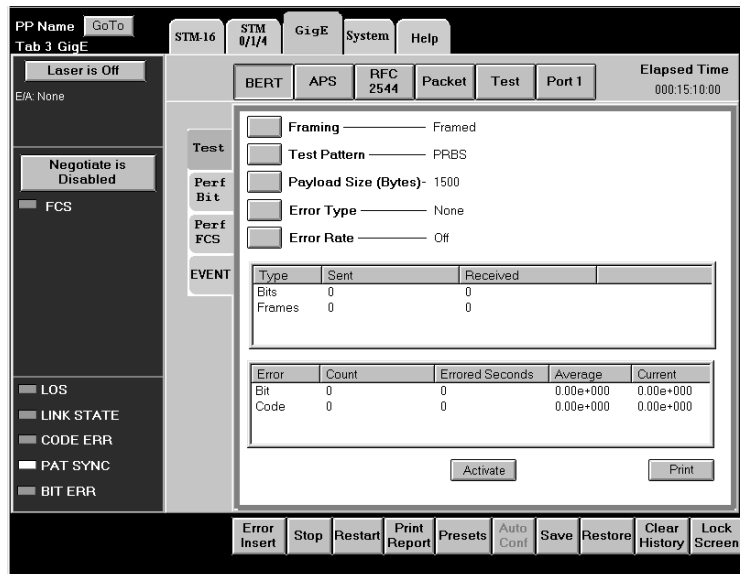 PP Name GoTo
Tab 3 GigE
STM-16
STM
0/1/4
GigE
System
Help
Laser is Off
E/A: None
BERT
APS
RFC
2544
Packet
Test
Port 1
Elapsed Time
000:15:10:00
Negotiate is
Disabled
FCS
Test
Perf
Bit
Perf
FCS
EVENT
Framing Framed
Test Pattern PRBS
Payload Size (Bytes)- 1500
Error Type None
Error Rate Off
Type Sent Received
Bits 0 0
Frames 0 0
Error Count Errored Seconds Average Current
Bit 0 0 0.00e+000 0.00e+000
Code 0 0 0.00e+000 0.00e+000
LOS
LINK STATE
CODE ERR
PAT SYNC
BIT ERR
Activate
Print
Error
Insert
Stop
Restart
Print
Report
Presets
Auto
Conf
Save
Restore
Clear
History
Lock
Screen